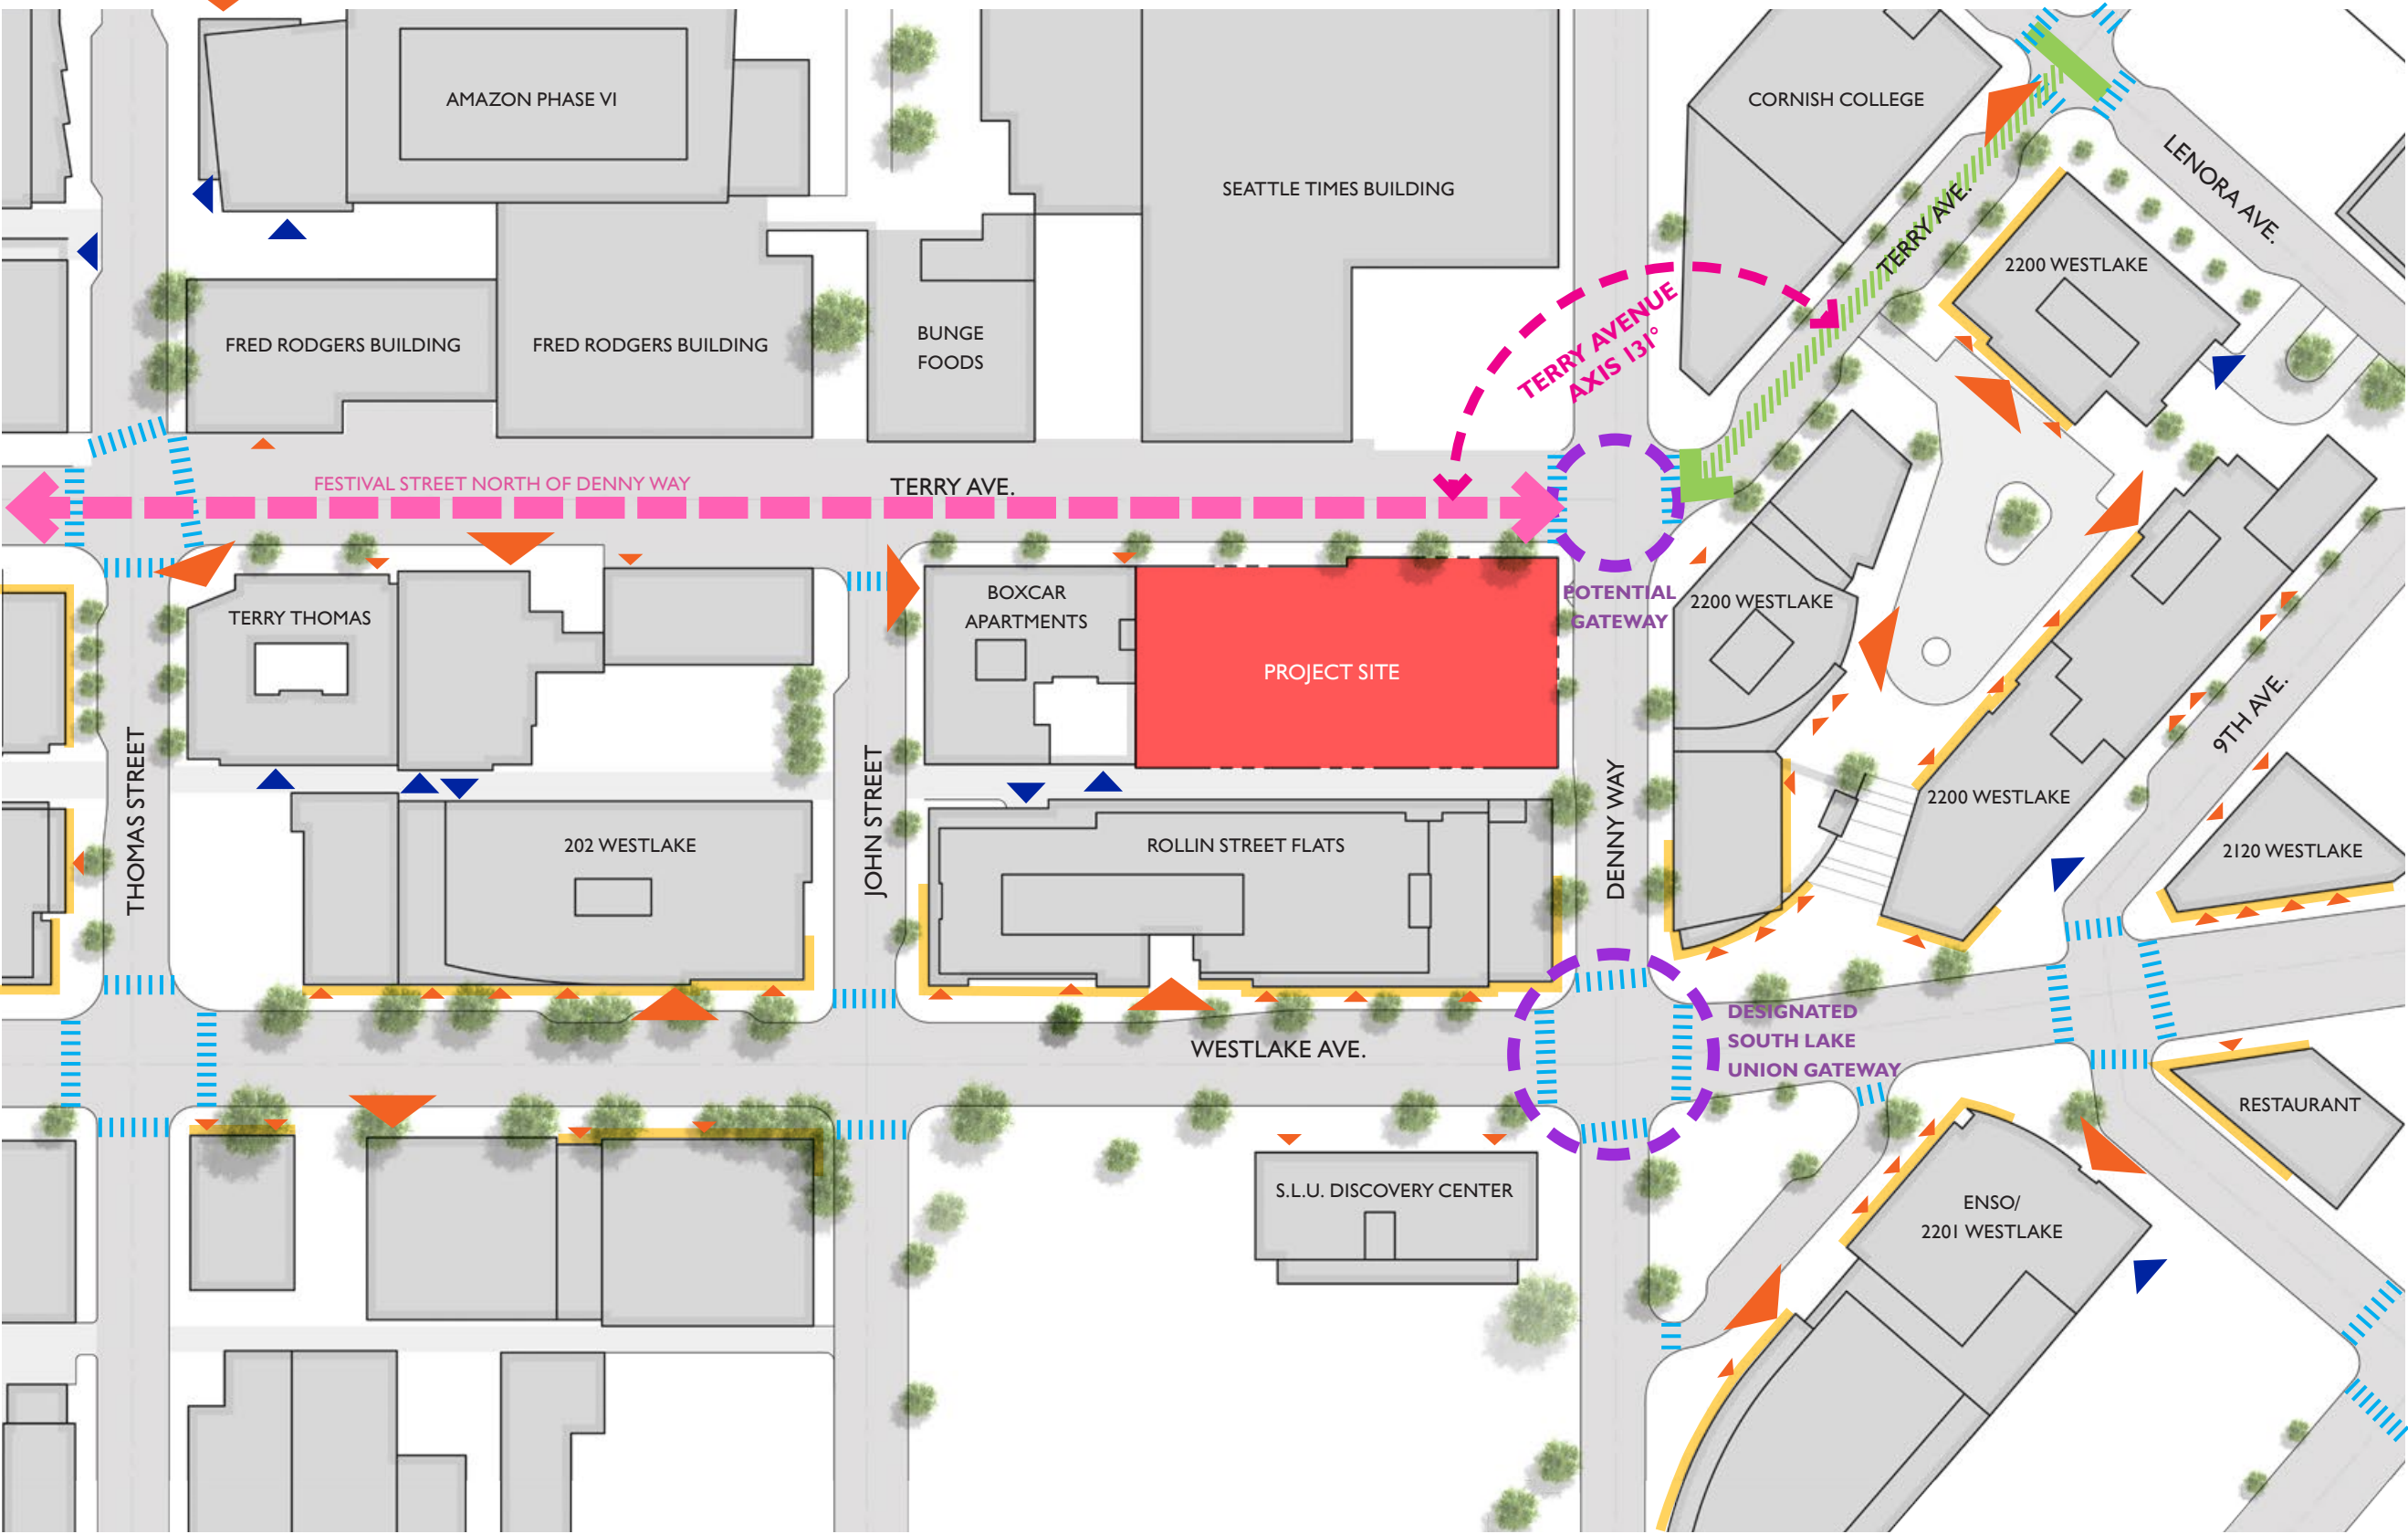 AMAZON PHASE VI
CORNISH COLLEGE
SEATTLE TIMES BUILDING
LENORA AVE.
TERRY AVE.
2200 WESTLAKE
FRED RODGERS BUILDING
FRED RODGERS BUILDING
BUNGE
FOODS
TERRY AVENUE
AXIS 131°
FESTIVAL STREET NORTH OF DENNY WAY
TERRY AVE.
TERRY THOMAS
BOXCAR
APARTMENTS
PROJECT SITE
POTENTIAL
GATEWAY
2200 WESTLAKE
9TH AVE.
THOMAS STREET
JOHN STREET
DENNY WAY
2200 WESTLAKE
202 WESTLAKE
ROLLIN STREET FLATS
2120 WESTLAKE
WESTLAKE AVE.
DESIGNATED
SOUTH LAKE
UNION GATEWAY
RESTAURANT
S.L.U. DISCOVERY CENTER
ENSO/
2201 WESTLAKE